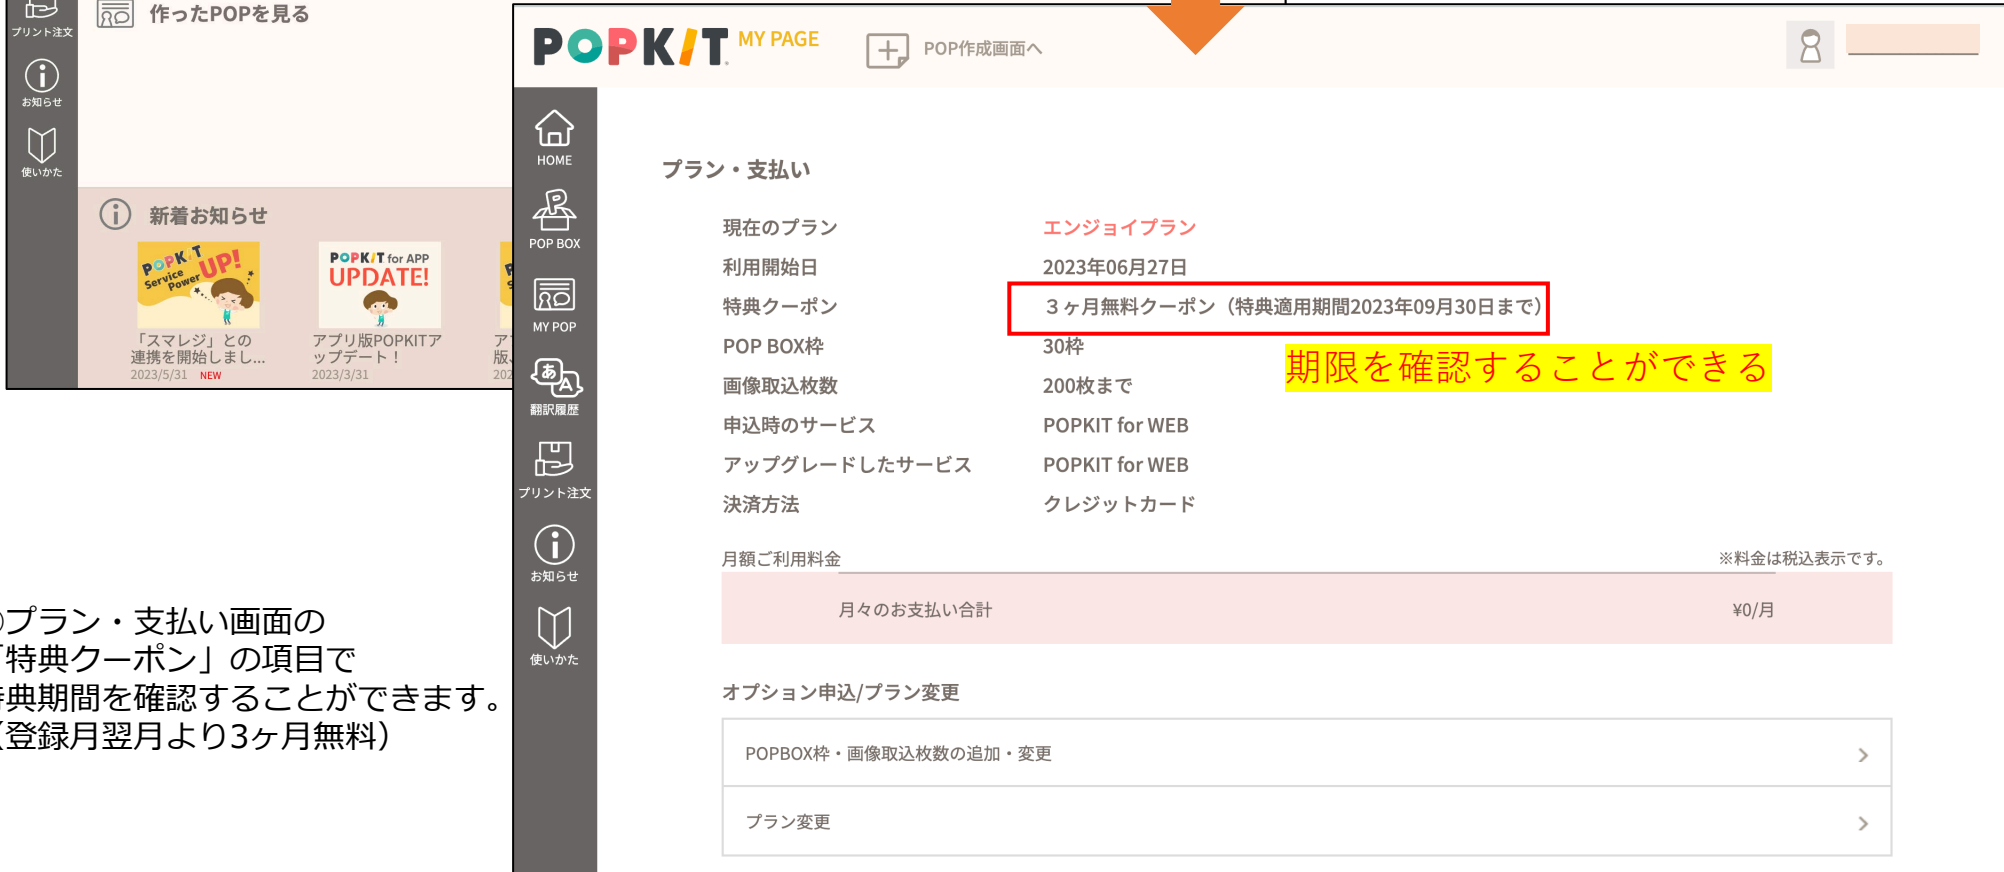 プリント注文
お知らせ
使いかた
作ったPOPを見る
新着お知らせ
POPKIT
Service
Power UP!
「スマレジ」との
連携を開始しまし...
2023/5/31 NEW
POPKIT for APP
UPDATE!
アプリ版POPKITア
ップデート！
2023/3/31
プラン・支払い画面の
「特典クーポン」の項目で
特典期間を確認することができます。
（登録月翌月より3ヶ月無料）
POPKIT MY PAGE
POP作成画面へ
HOME
POP BOX
MY POP
あ A
翻訳履歴
プリント注文
お知らせ
使いかた
プラン・支払い
現在のプラン エンジョイプラン
利用開始日 2023年06月27日
特典クーポン ３ヶ月無料クーポン（特典適用期間2023年09月30日まで）
POP BOX枠 30枠
期限を確認することができる
画像取込枚数 200枚まで
申込時のサービス POPKIT for WEB
アップグレードしたサービス POPKIT for WEB
決済方法 クレジットカード
月額ご利用料金 ※料金は税込表示です。
月々のお支払い合計 ¥0/月
オプション申込/プラン変更
POPBOX枠・画像取込枚数の追加・変更
プラン変更